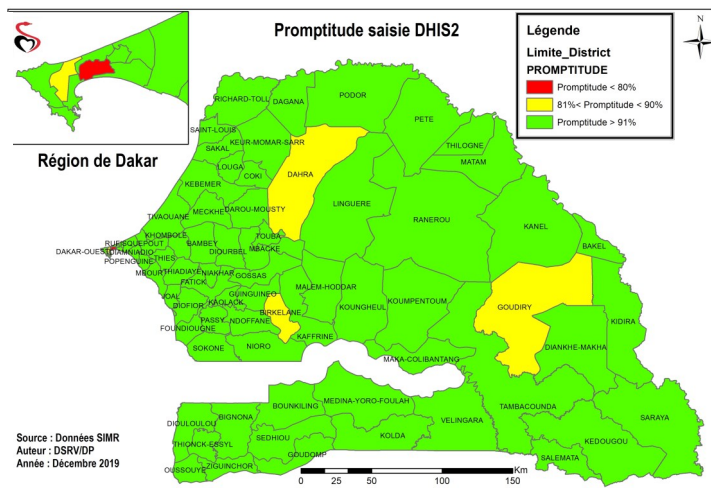 Promptitude saisie DHIS2
N
Légende
Limite_District
PROMPTITUDE
Promptitude < 80%
81%< Promptitude < 90%
Promptitude > 91%
Région de Dakar
PODOR
RICHARD-TOLL
DAGANA
PETE
SAINT-LOUIS
KEUR-MOMAR-SARR
SAKAL
THILOGNE
MATAM
LOUGA
COKI
DAHRA
KEBEMER
LINGUERE
RANEROU
KANEL
MECKHE
DAROU-MOUSTY
TIVAOUANE
KHOMBOLE
TOUBA
BAKEL
BAMBEY
MBACKE
DAKAR-OUEST
DIAMNIADIO
DIOURBEL
POPENGUINE
THIES
MBOUR
THIADIAYE
NIAKHAR
GOSSAS
FATICK
MALEM-HODDAR
JOAL
DIOFIOR
KAOLACK
GUINGUINEO
KOUNGHEUL
KOUMPENTOUM
GOUDIRY
BIRKELANE
KIDIRA
PASSY
NDOFFANE
FOUNDIOUGNE
KAFFRINE
SOKONE
NIORO
DIANKHE-MAKHA
MAKA-COLIBANTANG
MEDINA-YORO-FOULAH
BOUNKILING
TAMBACOUNDA
DIOULOULOU
BIGNONA
VELINGARA
SARAYA
THIONCK-ESSYL
SEDHIOU
KOLDA
KEDOUGOU
GOUDOMP
SALEMATA
OUSSOUYE
ZIGUINCHOR
Source : Données SIMR
Auteur : DSRV/DP
Année : Décembre 2019
0 25 50 100 150 Km